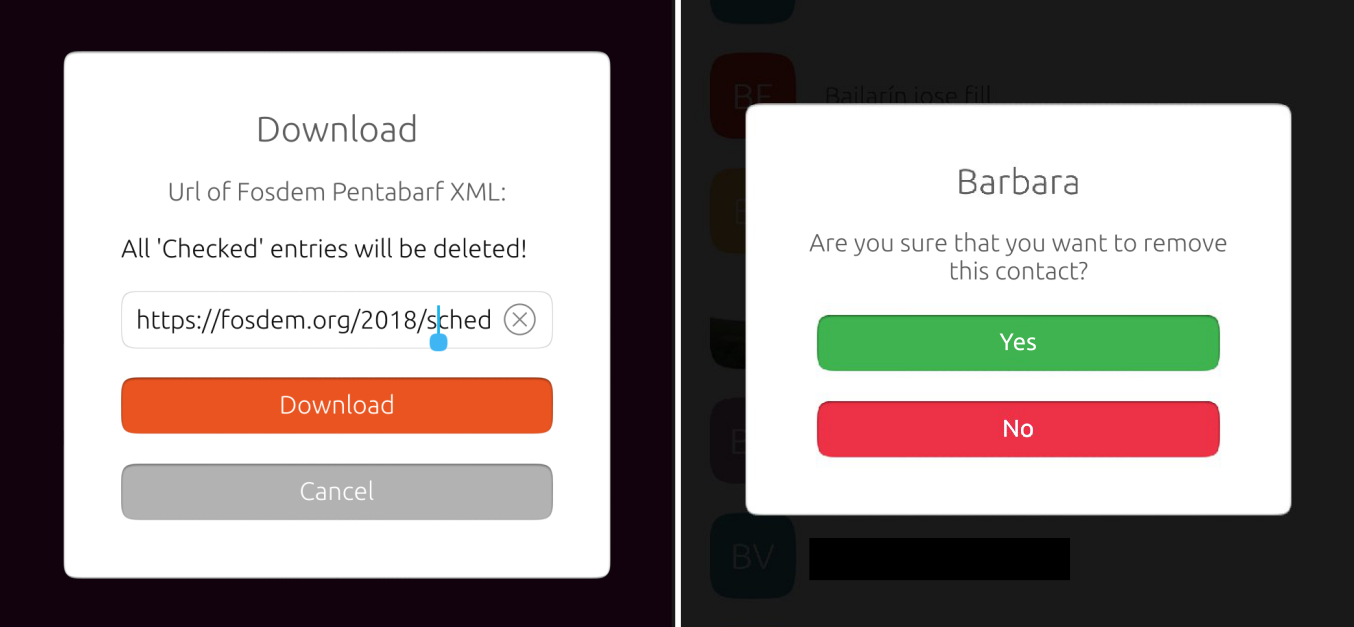 Download
Url of Fosdem Pentabarf XML:
All 'Checked' entries will be deleted!
https://fosdem.org/2018/sched
Download
Cancel
BF
Bailarín jose fill
Barbara
Are you sure that you want to remove
this contact?
Yes
No
BV